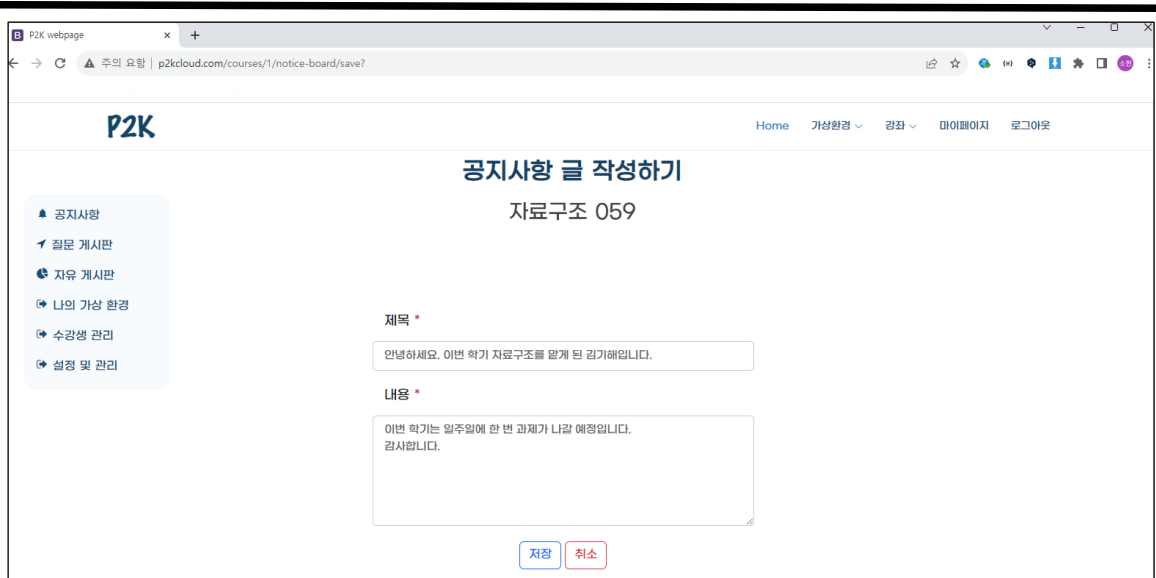 P2K webpage
주의 요함 | p2kcloud.com/courses/1/notice-board/save?
소현
P2K
Home 가상환경 강좌 마이페이지 로그아웃
공지사항 글 작성하기
자료구조 059
공지사항
질문 게시판
자유 게시판
나의 가상 환경
수강생 관리
설정 및 관리
제목 *
안녕하세요. 이번 학기 자료구조를 맡게 된 김기해입니다.
내용 *
이번 학기는 일주일에 한 번 과제가 나갈 예정입니다.
감사합니다.
저장 취소